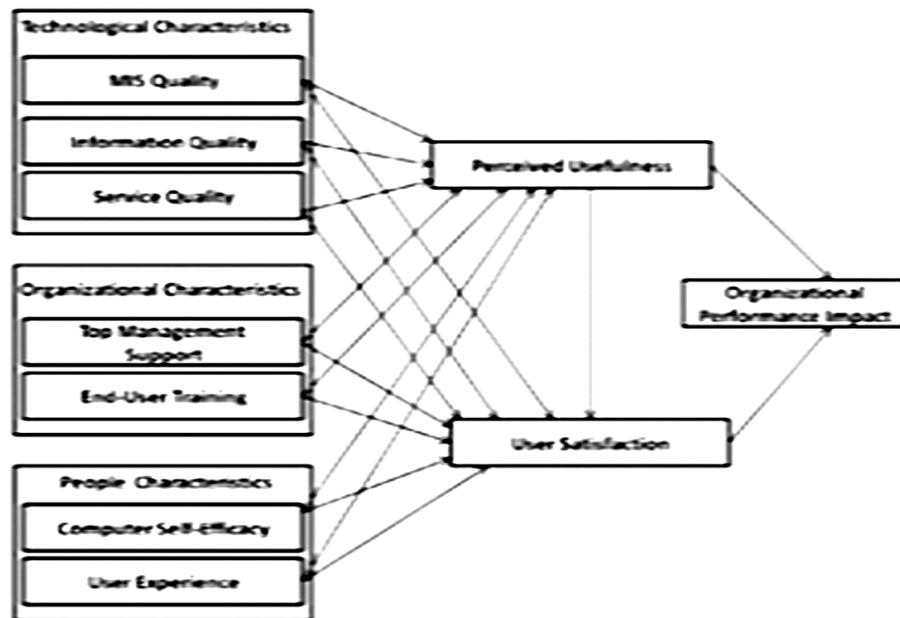 Technological Characteristics
MIS Quality
Information Quality
Service Quality
Organizational Characteristics
Top Management
Support
End-User Training
People Characteristics
Computer Self-Efficacy
User Experience
Perceived Usefulness
User Satisfaction
Organizational
Performance Impact